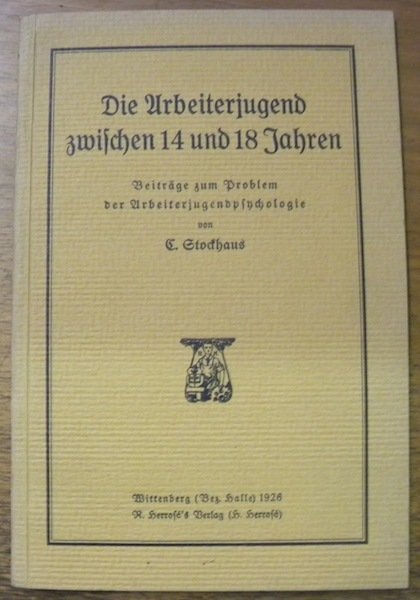 Die Arbeiterjugend
zwischen 14 und 18 Jahren
Beiträge zum Problem
der Arbeiterjugendpsychologie
von
C. Stockhaus
Wittenberg (Bez. Halle) 1926
R. Herrosé's Verlag (H. Herrosé)